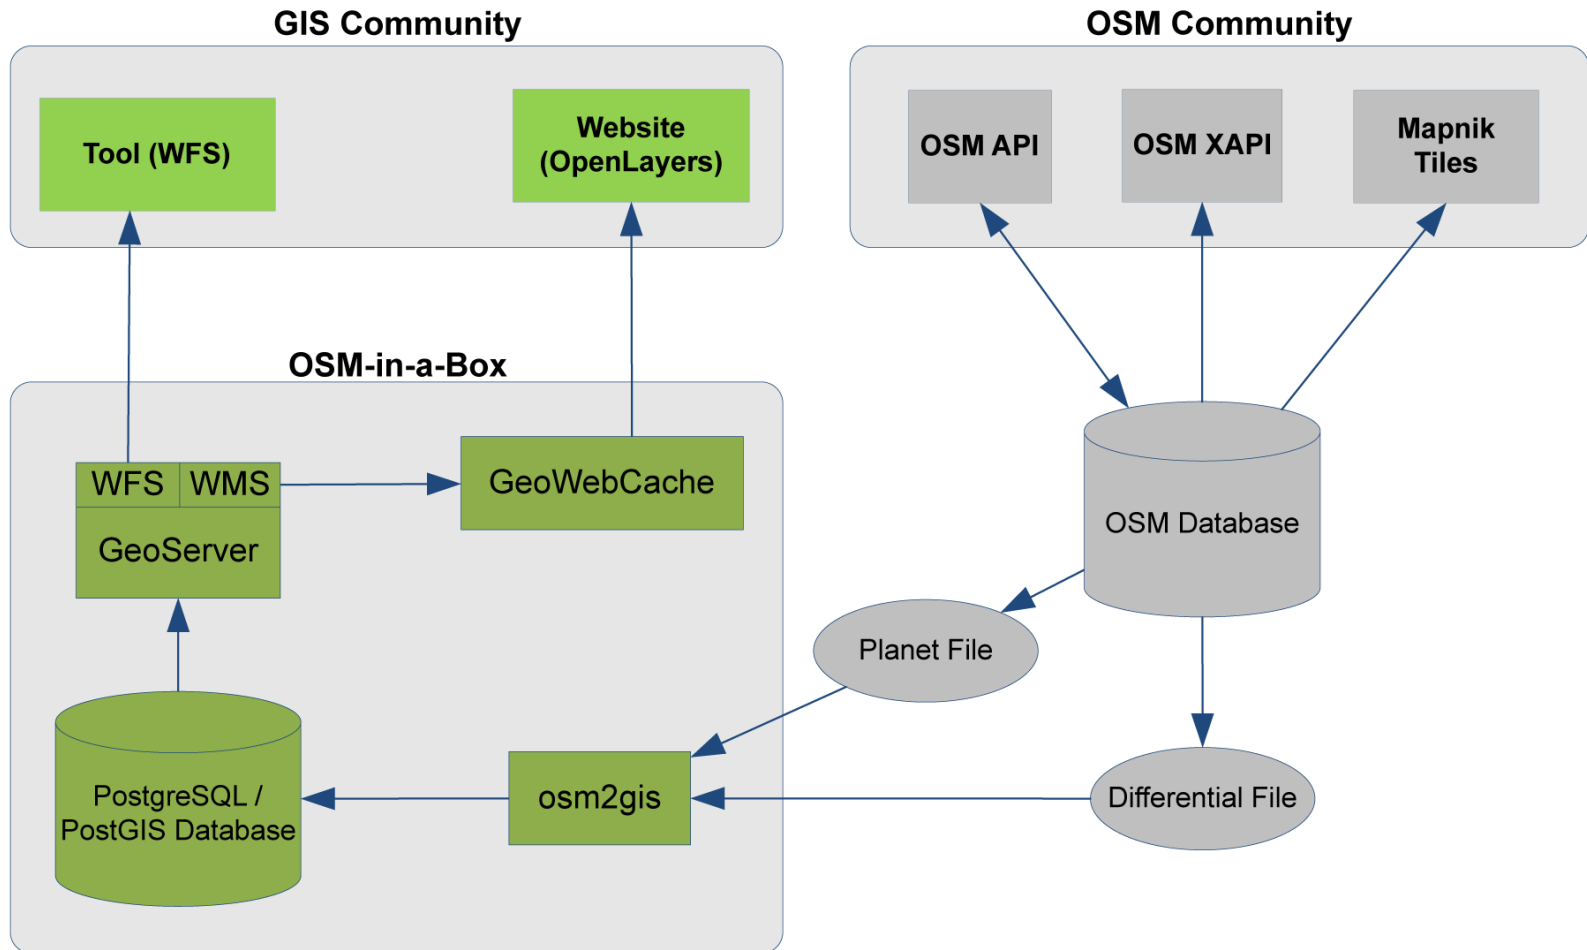 GIS Community
OSM Community
Tool (WFS)
Website
(OpenLayers)
OSM API
OSM XAPI
Mapnik
Tiles
OSM-in-a-Box
WFS
WMS
GeoServer
GeoWebCache
OSM Database
Planet File
PostgreSQL /
PostGIS Database
osm2gis
Differential File